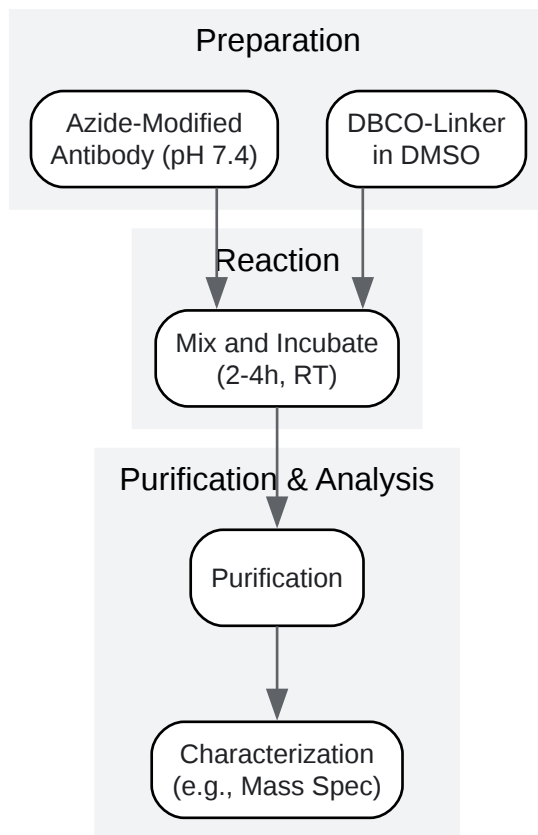 Preparation
Azide-Modified
Antibody (pH 7.4)
DBCO-Linker
in DMSO
Reaction
Mix and Incubate
(2-4h, RT)
Purification & Analysis
Purification
Characterization
(e.g., Mass Spec)